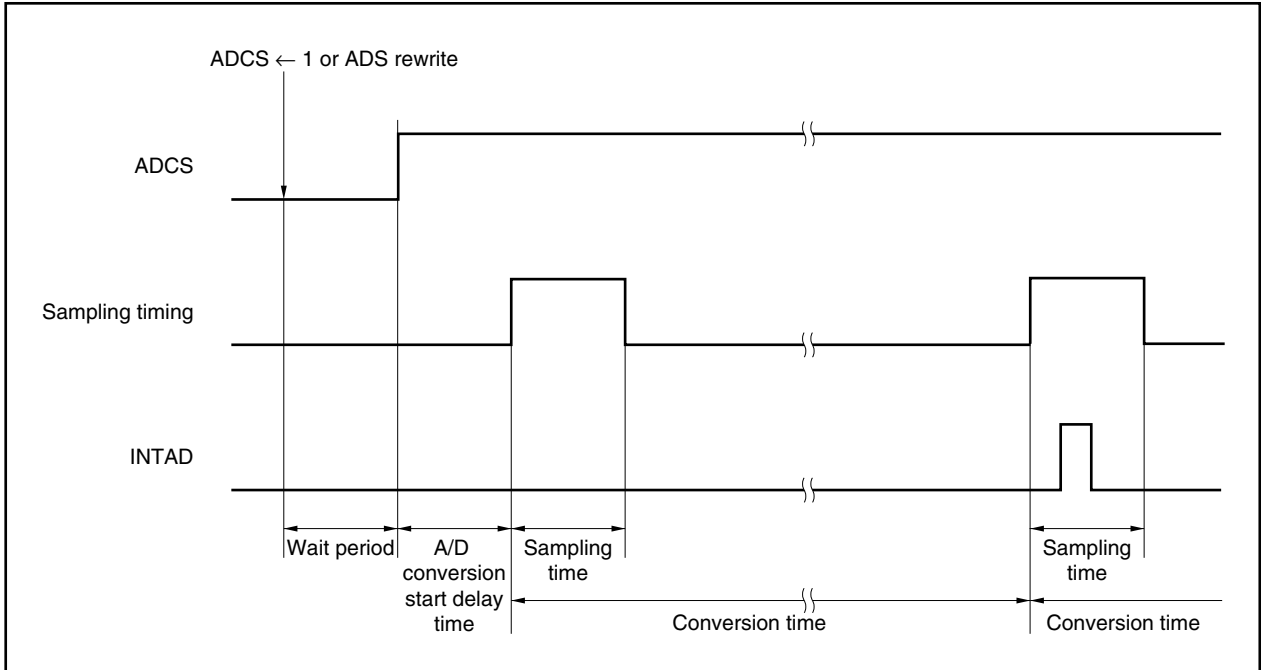 ADCS ← 1 or ADS rewrite
ADCS
Sampling timing
INTAD
Wait period
A/D
conversion
start delay
time
Sampling
time
Sampling
time
Conversion time
Conversion time